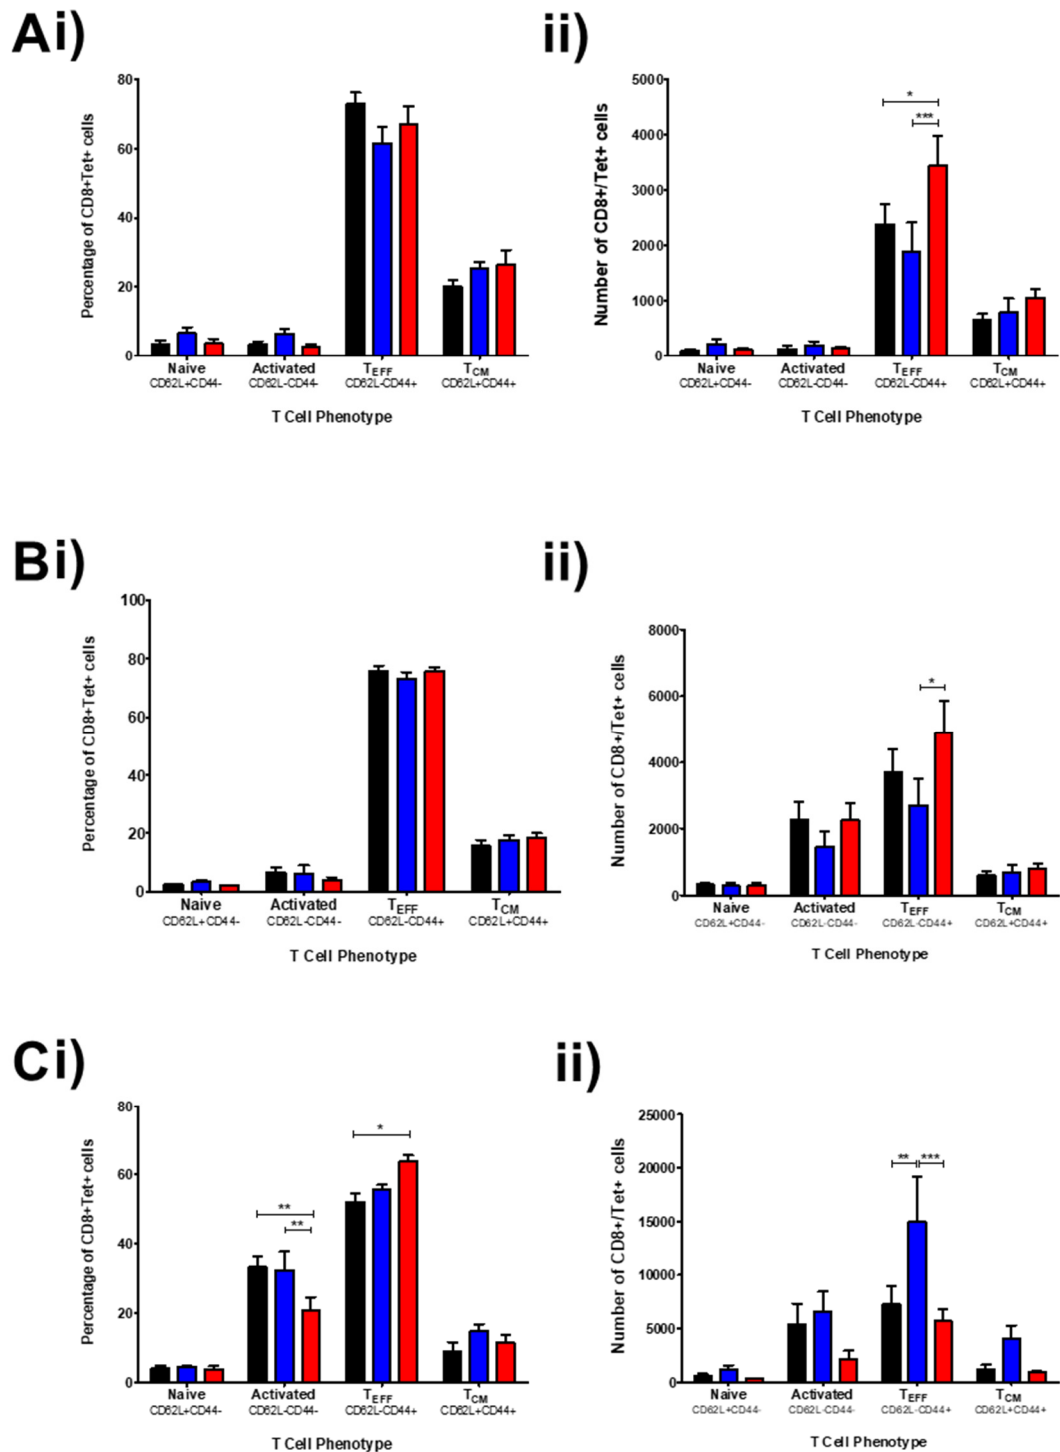 Ai)
Percentage of CD8+Tet+ cells
80
60
40
20
0
Naive Activated TEFF TCM
CD62L+CD44- CD62L-CD44- CD62L-CD44+ CD62L+CD44+
T Cell Phenotype
ii)
Number of CD8+/Tet+ cells
5000
4000
3000
2000
1000
0
*
***
Naive Activated TEFF TCM
CD62L+CD44- CD62L-CD44- CD62L-CD44+ CD62L+CD44+
T Cell Phenotype
Bi)
Percentage of CD8+Tet+ cells
100
80
60
40
20
0
Naive Activated TEFF TCM
CD62L+CD44- CD62L-CD44- CD62L-CD44+ CD62L+CD44+
T Cell Phenotype
ii)
Number of CD8+/Tet+ cells
8000
6000
4000
2000
0
*
Naive Activated TEFF TCM
CD62L+CD44- CD62L-CD44- CD62L-CD44+ CD62L+CD44+
T Cell Phenotype
Ci)
Percentage of CD8+Tet+ cells
80
60
40
20
0
**
**
*
Naive Activated TEFF TCM
CD62L+CD44- CD62L-CD44- CD62L-CD44+ CD62L+CD44+
T Cell Phenotype
ii)
Number of CD8+/Tet+ cells
25000
20000
15000
10000
5000
0
** ***
Naive Activated TEFF TCM
CD62L+CD44- CD62L-CD44- CD62L-CD44+ CD62L+CD44+
T Cell Phenotype